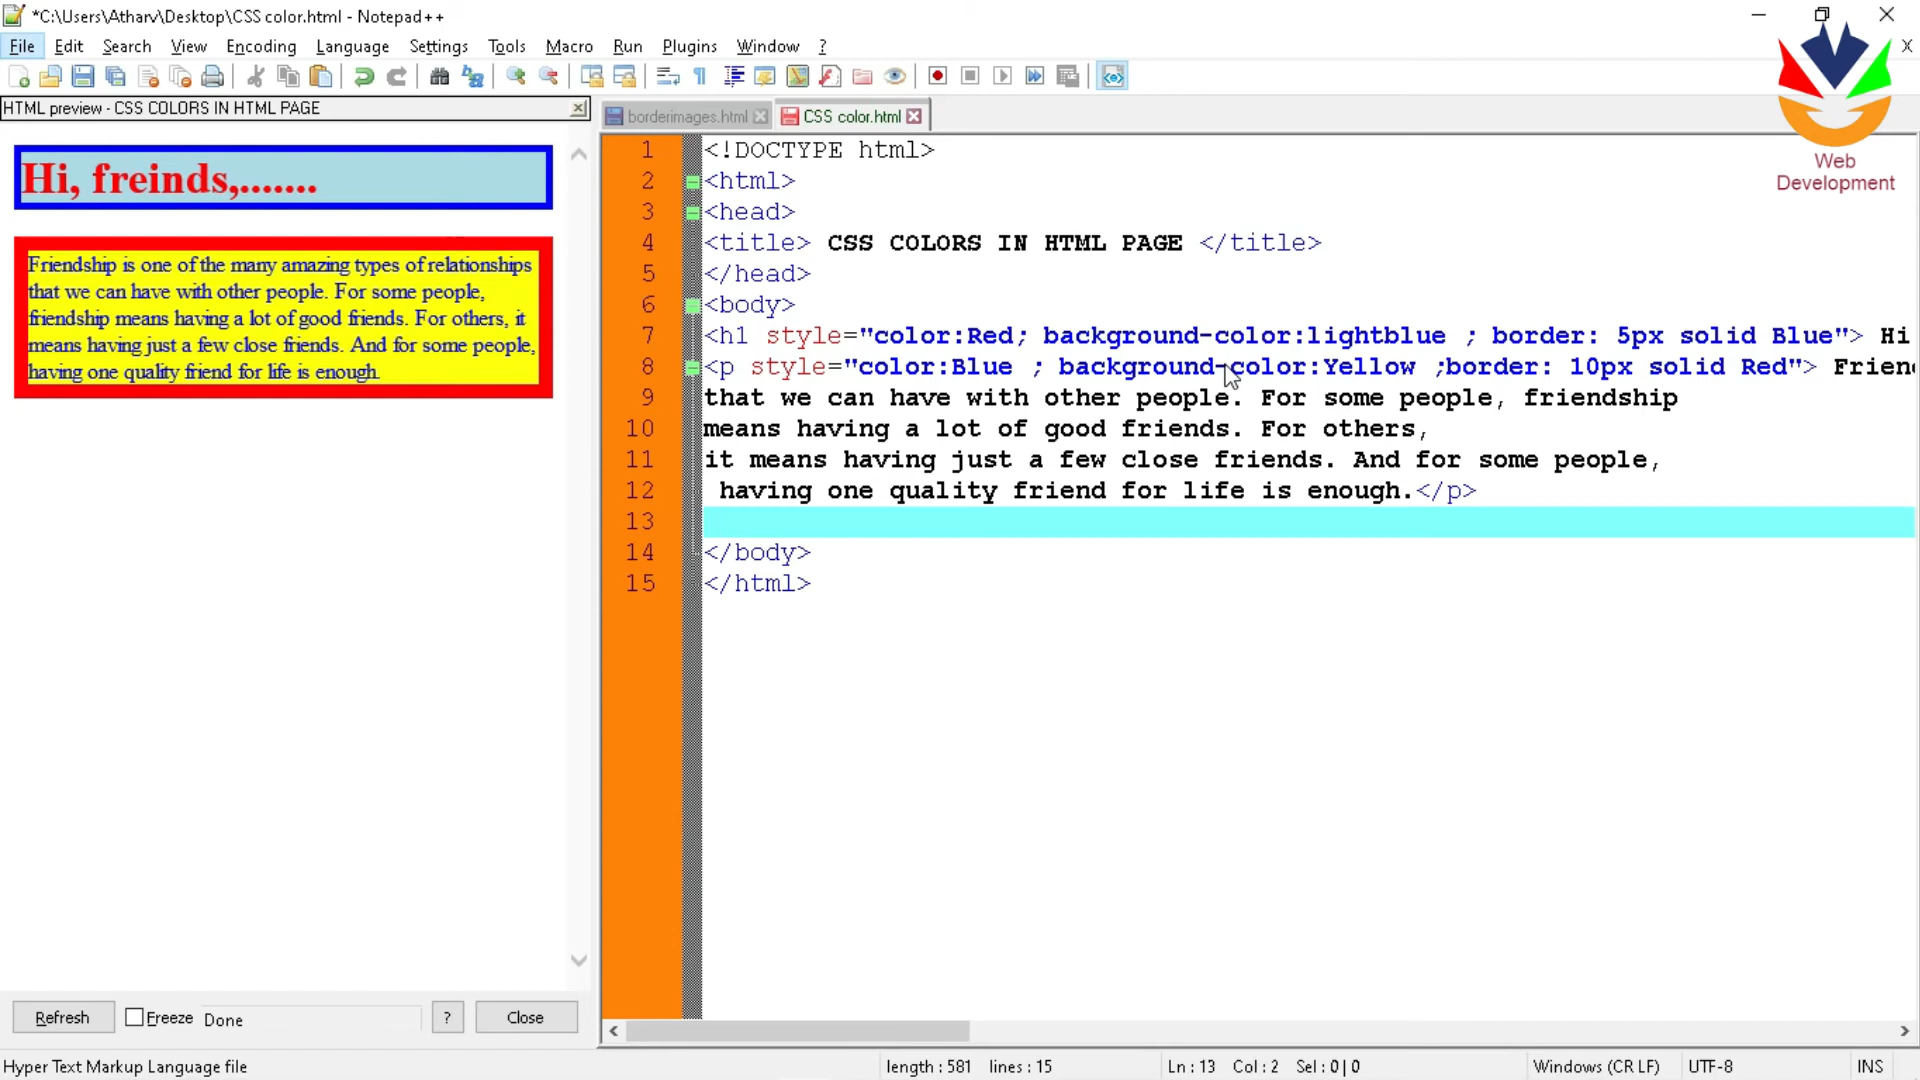 *C:\Users\Atharv\Desktop\CSS color.html - Notepad++
File Edit Search View Encoding Language Settings Tools Macro Run Plugins Window ?
X
HTML preview - CSS COLORS IN HTML PAGE
borderimages.html
CSS color.html
Web
Development
Hi, freinds,.......
Friendship is one of the many amazing types of relationships
that we can have with other people. For some people,
friendship means having a lot of good friends. For others, it
means having just a few close friends. And for some people,
having one quality friend for life is enough.
1 <!DOCTYPE html>
2 <html>
3 <head>
4 <title> CSS COLORS IN HTML PAGE </title>
5 </head>
6 <body>
7 <h1 style="color:Red; background-color:lightblue ; border: 5px solid Blue"> Hi
8 <p style="color:Blue ; background-color:Yellow ;border: 10px solid Red"> Frien
9 that we can have with other people. For some people, friendship
10 means having a lot of good friends. For others,
11 it means having just a few close friends. And for some people,
12 having one quality friend for life is enough.</p>
13
14 </body>
15 </html>
Refresh Freeze Done ? Close
Hyper Text Markup Language file length : 581 lines : 15 Ln : 13 Col : 2 Sel : 0 | 0 Windows (CR LF) UTF-8 INS